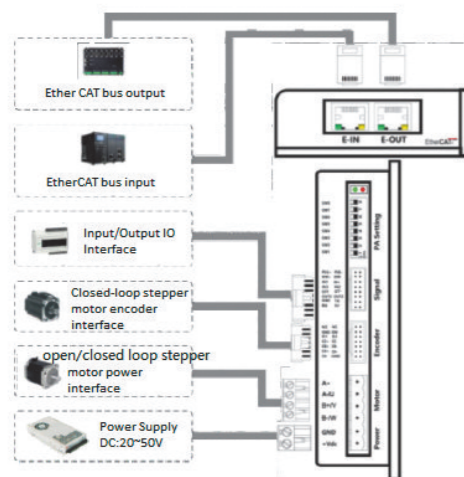 Ether CAT bus output
EtherCAT bus input
Input/Output IO
Interface
Closed-loop stepper
motor encoder
interface
open/closed loop stepper
motor power
interface
Power Supply
DC:20~50V
E-IN
E-OUT
EtherCAT
PA Setting
Signal
Encoder
Motor
Power
A+
B+/V
B-/W
GND
+Vdc